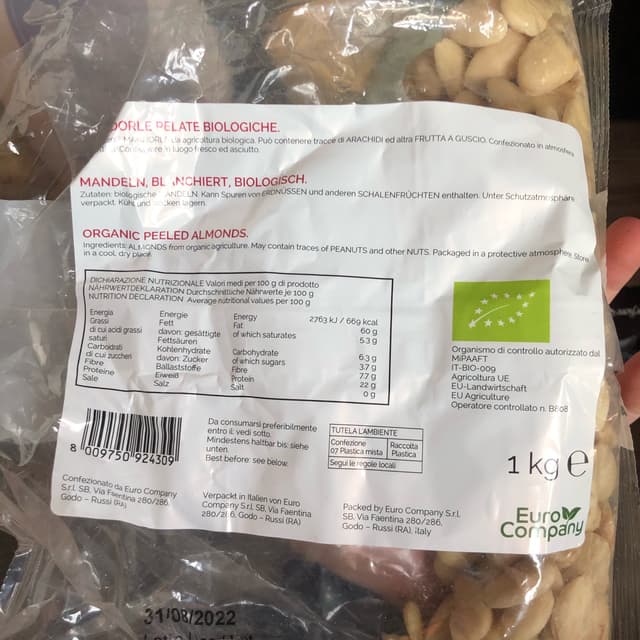 DORLE PELATE BIOLOGICHE.
da agricoltura biologica. Può contenere tracce di ARACHIDI ed altra FRUTTA A GUSCIO. Confezionato in atmosfera
in luogo fresco ed asciutto.
MANDELN, BLANCHIERT, BIOLOGISCH.
Zutaten: biologische MANDELN. Kann Spuren von ERDNÜSSEN und anderen SCHALENFRÜCHTEN enthalten. Unter Schutzatmosphäre
verpackt. Kühl und trocken lagern.
ORGANIC PEELED ALMONDS.
Ingredients: ALMONDS from organic agriculture. May contain traces of PEANUTS and other NUTS. Packaged in a protective atmosphere. Store
in a cool, dry place.
DICHIARAZIONE NUTRIZIONALE Valori medi per 100 g di prodotto
NÄHRWERTDEKLARATION Durchschnittliche Nährwerte je 100 g
NUTRITION DECLARATION Average nutritional values per 100 g
Energia Energie Energy 2763 kJ / 669 kcal
Grassi Fett Fat 60 g
di cui acidi grassi saturi davon: gesättigte Fettsäuren of which saturates 5.3 g
Carboidrati Kohlenhydrate Carbohydrate 6.3 g
di cui zuccheri davon: Zucker of which sugars 3.7 g
Fibre Ballaststoffe Fibre 7.7 g
Proteine Eiweiß Protein 22 g
Sale Salz Salt 0 g
Organismo di controllo autorizzato dal
MiPAAFT
IT-BIO-009
Agricoltura UE
EU-Landwirtschaft
EU Agriculture
Operatore controllato n. B808
8 009750 924309
Da consumarsi preferibilmente
entro il: vedi sotto.
Mindestens haltbar bis: siehe
unten.
Best before: see below.
TUTELA L'AMBIENTE
Confezione Raccolta
07 Plastica mista Plastica
Segui le regole locali
1 kg e
Confezionato da Euro Company
S.r.l. SB, Via Faentina 280/286,
Godo – Russi (RA)
Verpackt in Italien von Euro
Company S.r.l. SB, Via Faentina
280/286, Godo – Russi (RA)
Packed by Euro Company S.r.l.
SB, Via Faentina 280/286,
Godo – Russi (RA), Italy
Euro
Company
31/08/2022